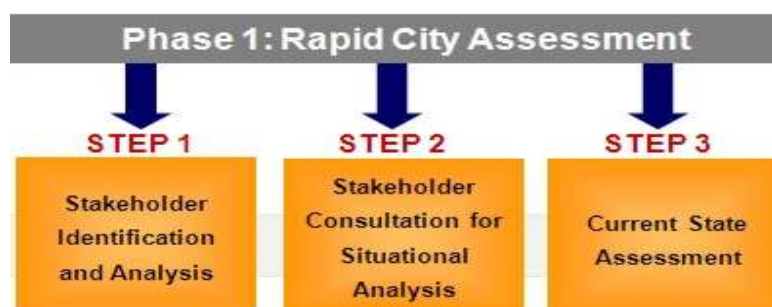 Phase 1: Rapid City Assessment
STEP 1
Stakeholder
Identification
and Analysis
STEP 2
Stakeholder
Consultation for
Situational
Analysis
STEP 3
Current State
Assessment